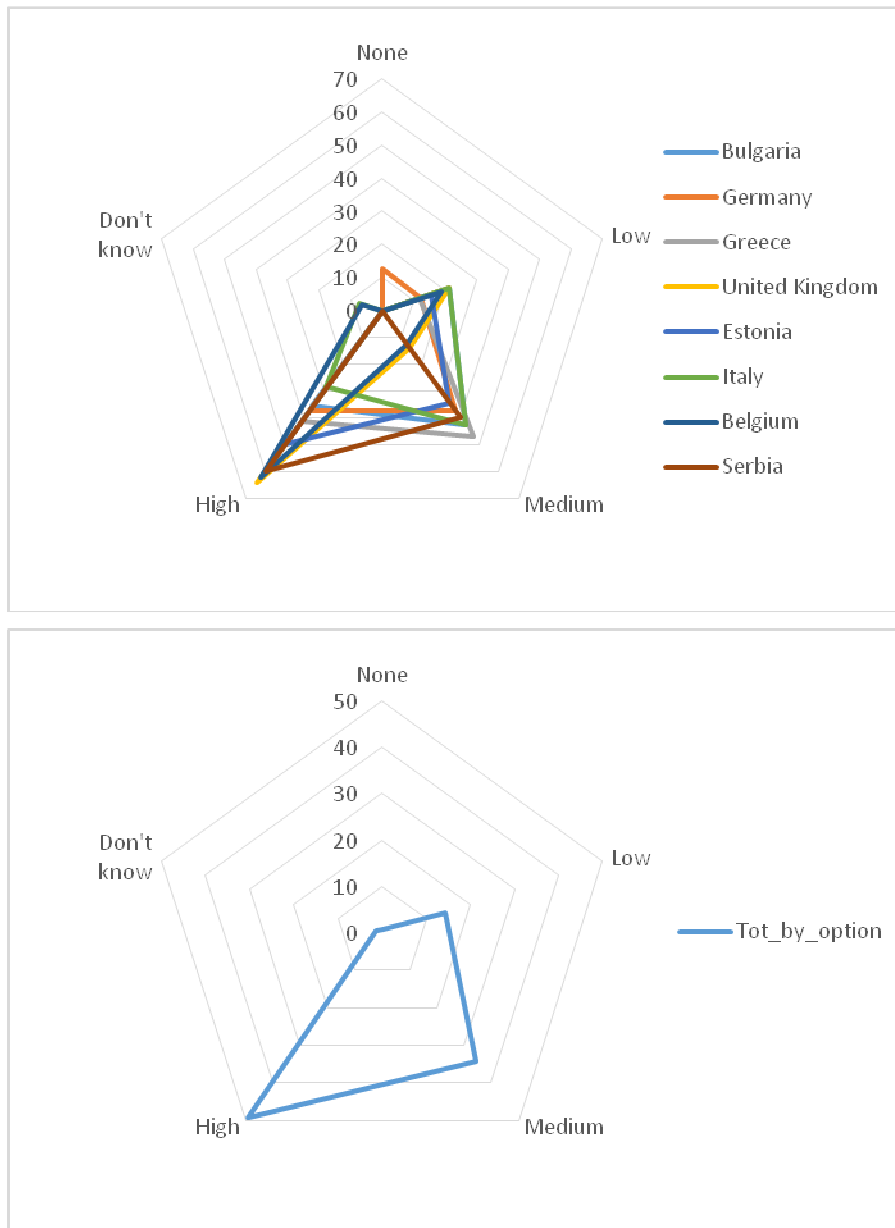 None
70
60
50
40
30
20
10
0
Don't
know
Low
High
Medium
Bulgaria
Germany
Greece
United Kingdom
Estonia
Italy
Belgium
Serbia
None
50
40
30
20
10
0
Don't
know
Low
High
Medium
Tot_by_option